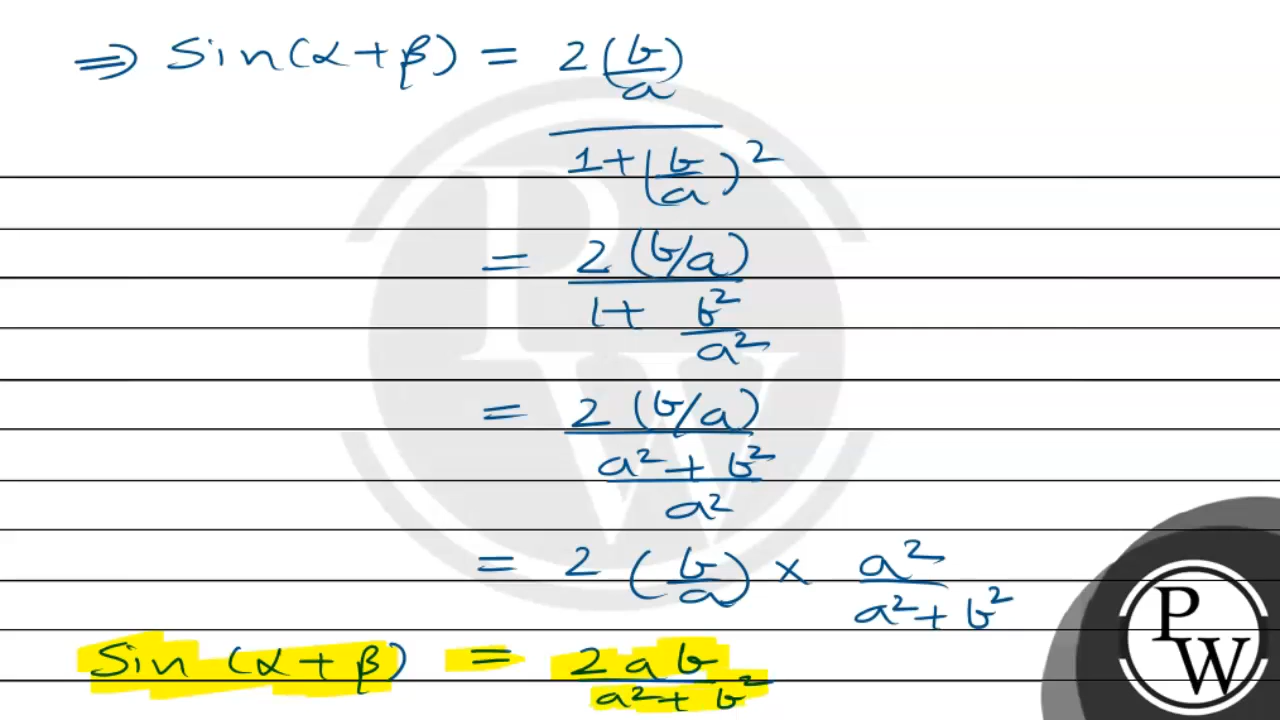 ⇒ Sin(α+β) = 2(b/a)
1+(b/a)²
= 2(b/a)
1+ b²/a²
= 2(b/a)
a²+b²
a²
= 2(b/a) × a²/a²+b²
Sin(α+β) = 2ab
a²+b²
PW
PW